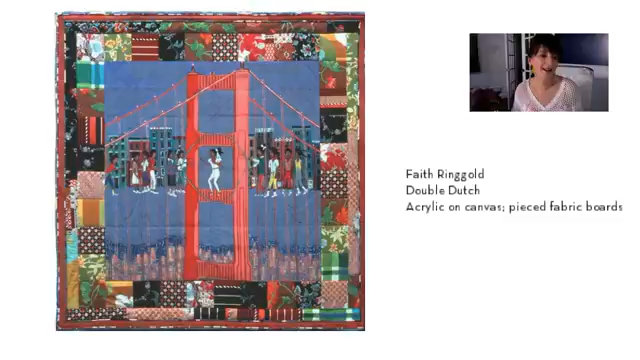 Faith Ringgold
Double Dutch
Acrylic on canvas; pieced fabric boards